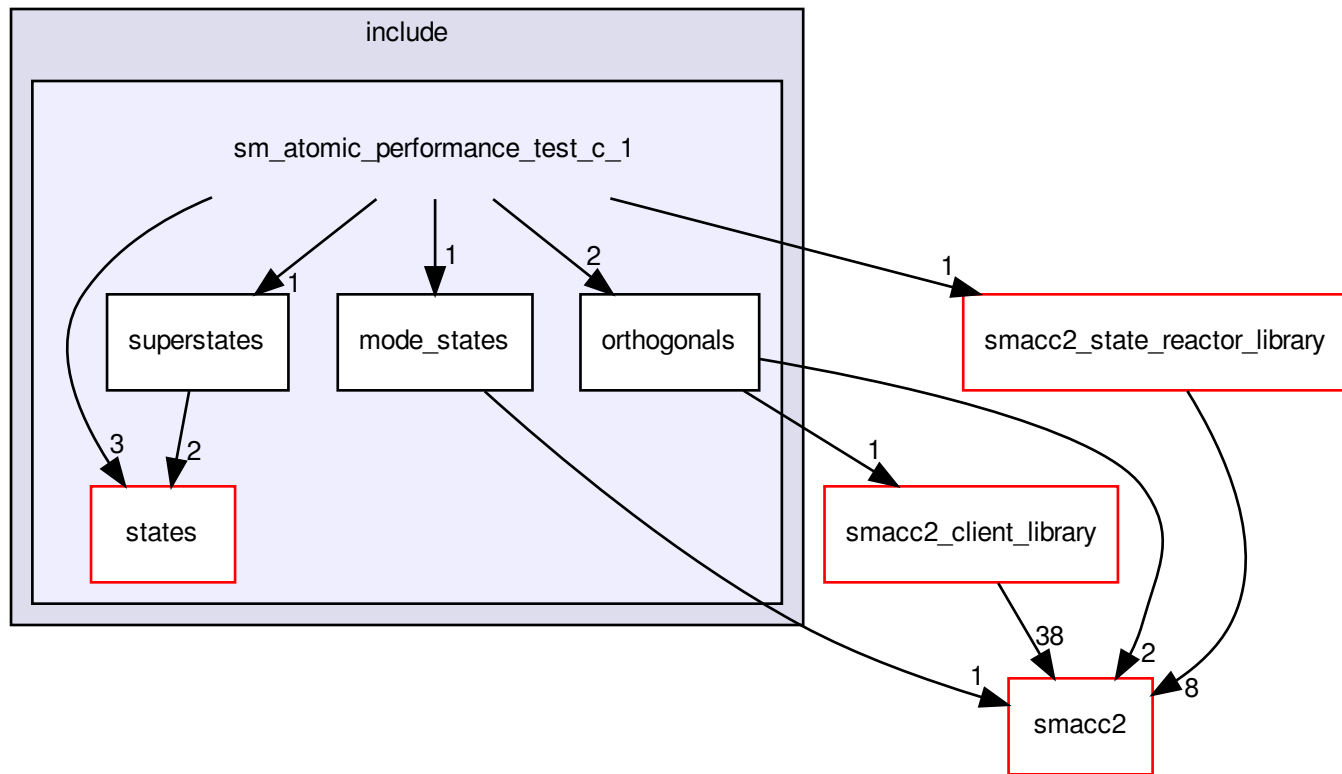 include
sm_atomic_performance_test_c_1
1
1
2
1
superstates
mode_states
orthogonals
smacc2_state_reactor_library
3
2
1
states
smacc2_client_library
38
2
1
8
smacc2